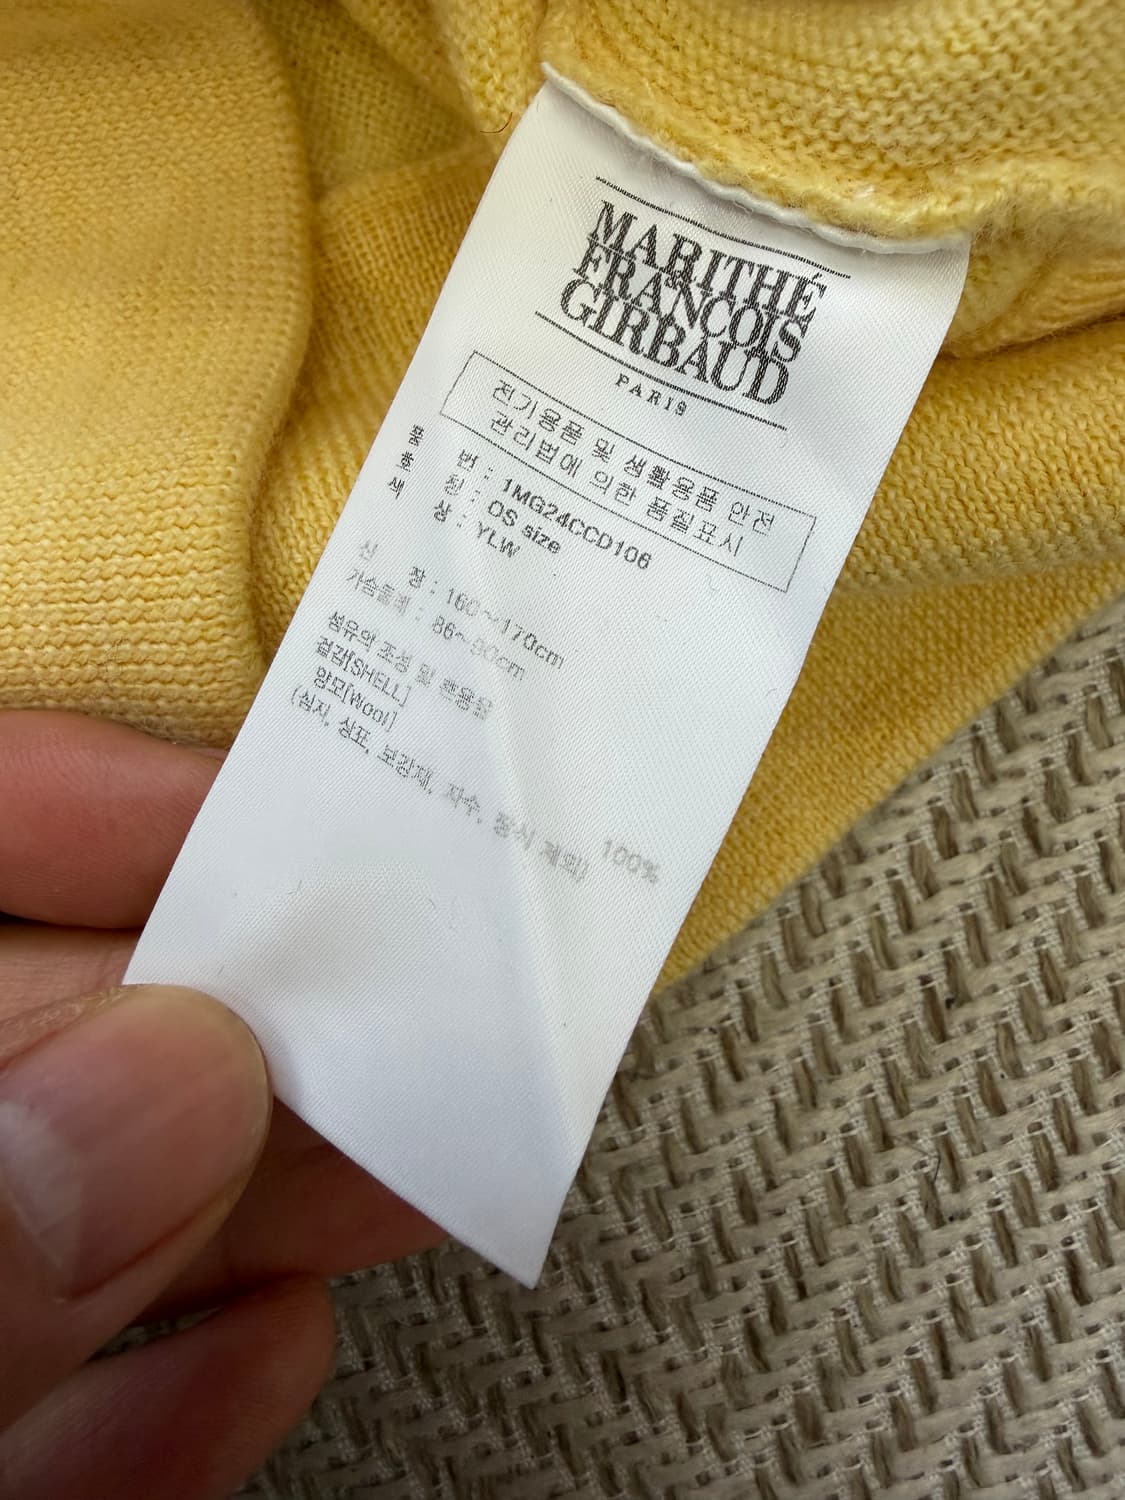 MARITHÉ
FRANCOIS
GIRBAUD
PARIS
전기용품 및 생활용품 안전
관리법에 의한 품질표시
품 번 : 1MG24CCD106
호 칭 : OS size
색 상 : YLW
신 장 : 160~170cm
가슴둘레 : 86~90cm
섬유의 조성 및 혼용율
겉감[SHELL]
양모[Wool] 100%
(심지, 상표, 보강재, 자수, 장식 제외)